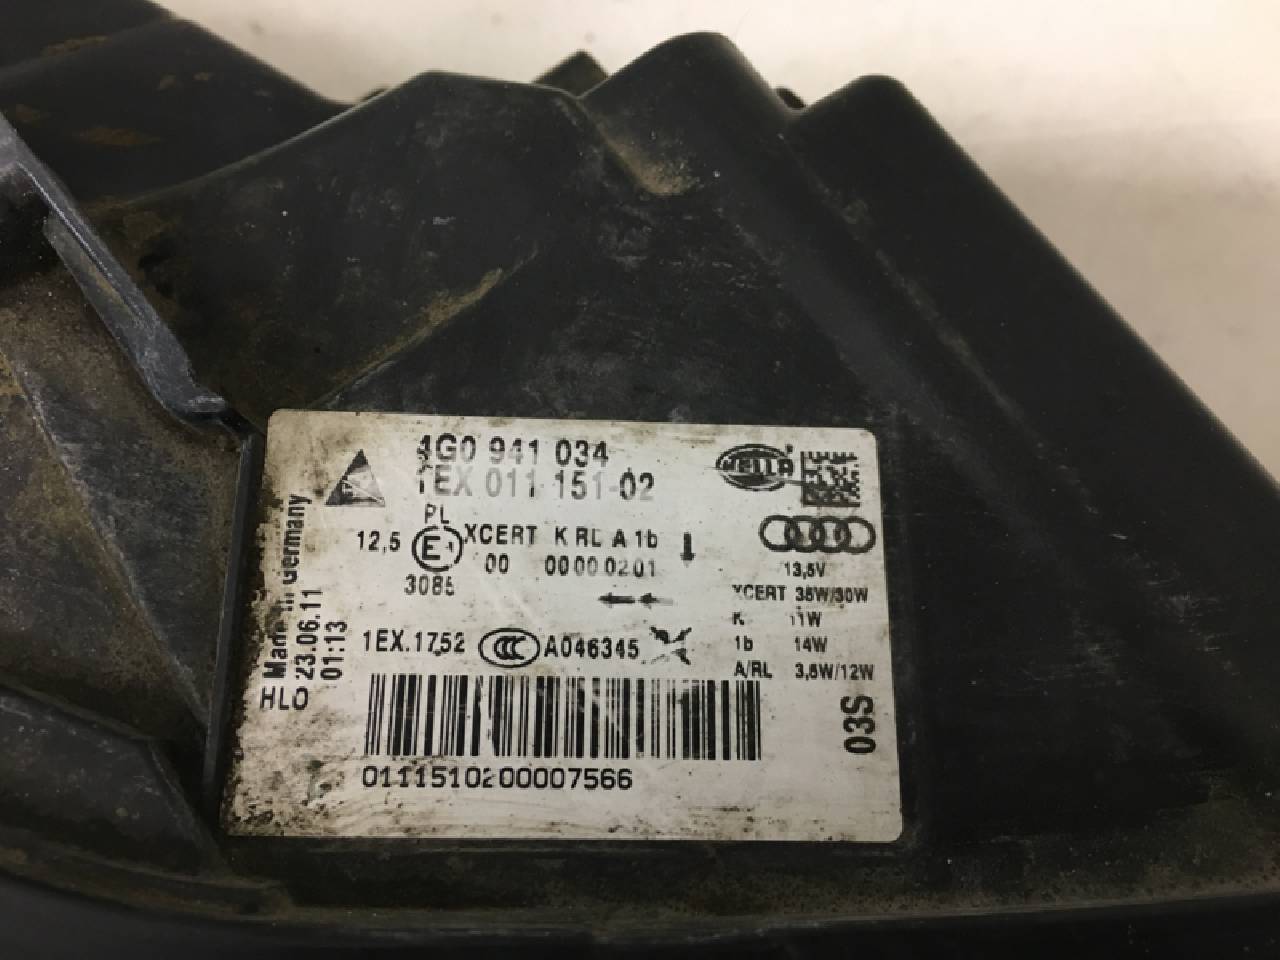 4G0 941 034
1EX 011 151-02
HELLA
PL
12,5 E1 XCERT K RL A 1b
00 00000201
3085
13,5V
XCERT 35W/30W
K 11W
1b 14W
A/RL 3,5W/12W
1EX.1752 CCC A046345
0111510200007566
03S
Made in Germany
23.06.11
01:13
HLO